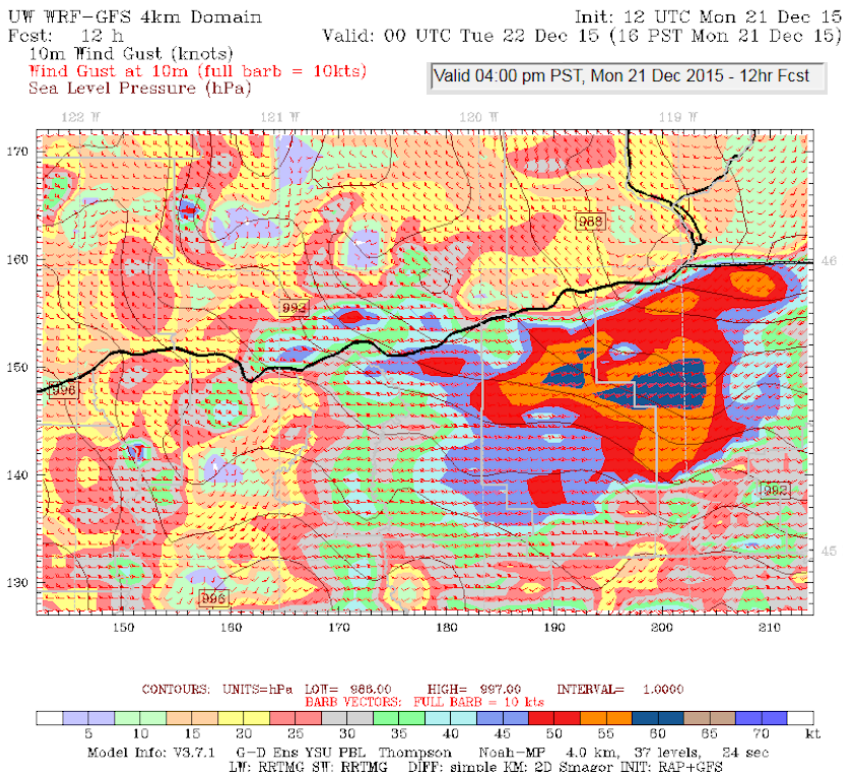 UW WRF-GFS 4km Domain Init: 12 UTC Mon 21 Dec 15
Fcst: 12 h Valid: 00 UTC Tue 22 Dec 15 (16 PST Mon 21 Dec 15)
10m Wind Gust (knots)
Wind Gust at 10m (full barb = 10kts)
Sea Level Pressure (hPa)
Valid 04:00 pm PST, Mon 21 Dec 2015 - 12hr Fcst
122 W 121 W 120 W 119 W
170
988
160 46
992
150
996
140
992
45
130
996
150 160 170 180 190 200 210
CONTOURS: UNITS=hPa LOW= 988.00 HIGH= 997.00 INTERVAL= 1.0000
BARB VECTORS: FULL BARB = 10 kts
5 10 15 20 25 30 35 40 45 50 55 60 65 70 kt
Model Info: V3.7.1 G-D Ens YSU PBL Thompson Noah-MP 4.0 km, 37 levels, 24 sec
LW: RRTMG SW: RRTMG DIFF: simple KM: 2D Smagor INIT: RAP+GFS